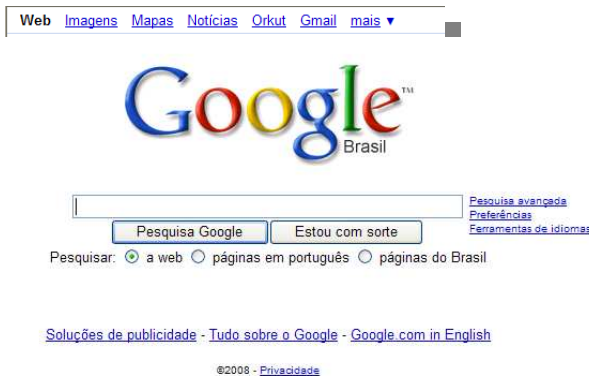 Web Imagens Mapas Notícias Orkut Gmail mais ▼
Google™
Brasil
Pesquisa avançada
Preferências
Ferramentas de idiomas
Pesquisa Google Estou com sorte
Pesquisar: a web páginas em português páginas do Brasil
Soluções de publicidade - Tudo sobre o Google - Google.com in English
©2008 - Privacidade